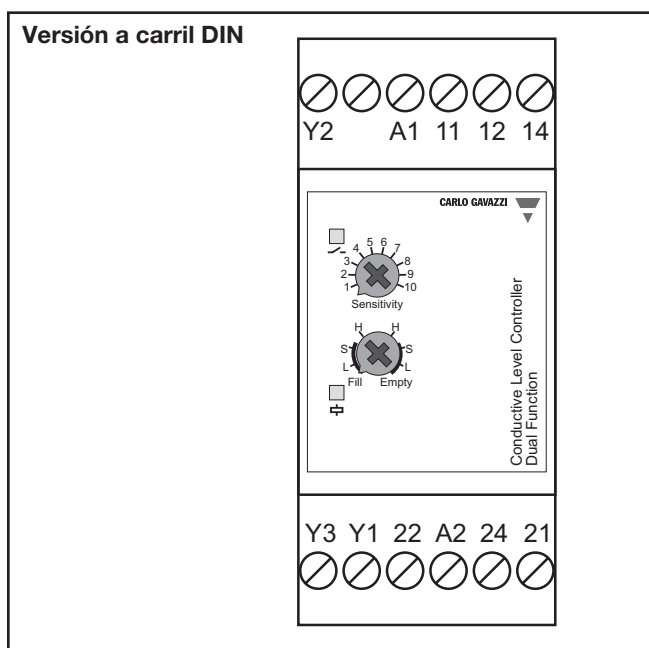 Versión a carril DIN
Y2 A1 11 12 14
CARLO GAVAZZI
1 2 3 4 5 6 7 8 9 10
Sensitivity
H H
S S
L L
Fill Empty
Conductive Level Controller
Dual Function
Y3 Y1 22 A2 24 21